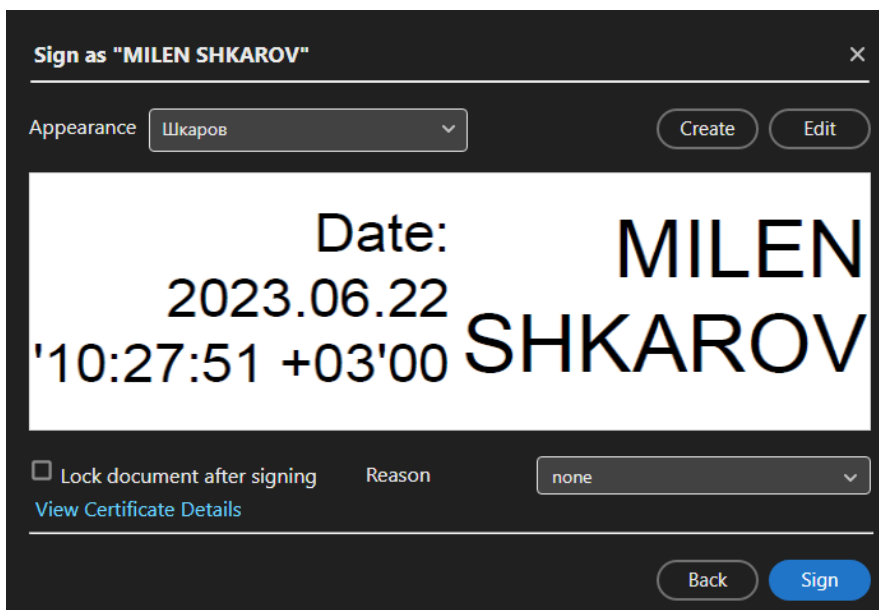 Sign as "MILEN SHKAROV"
Appearance Шкаров Create Edit
Date:
2023.06.22
'10:27:51 +03'00
MILEN
SHKAROV
Lock document after signing Reason none
View Certificate Details
Back Sign